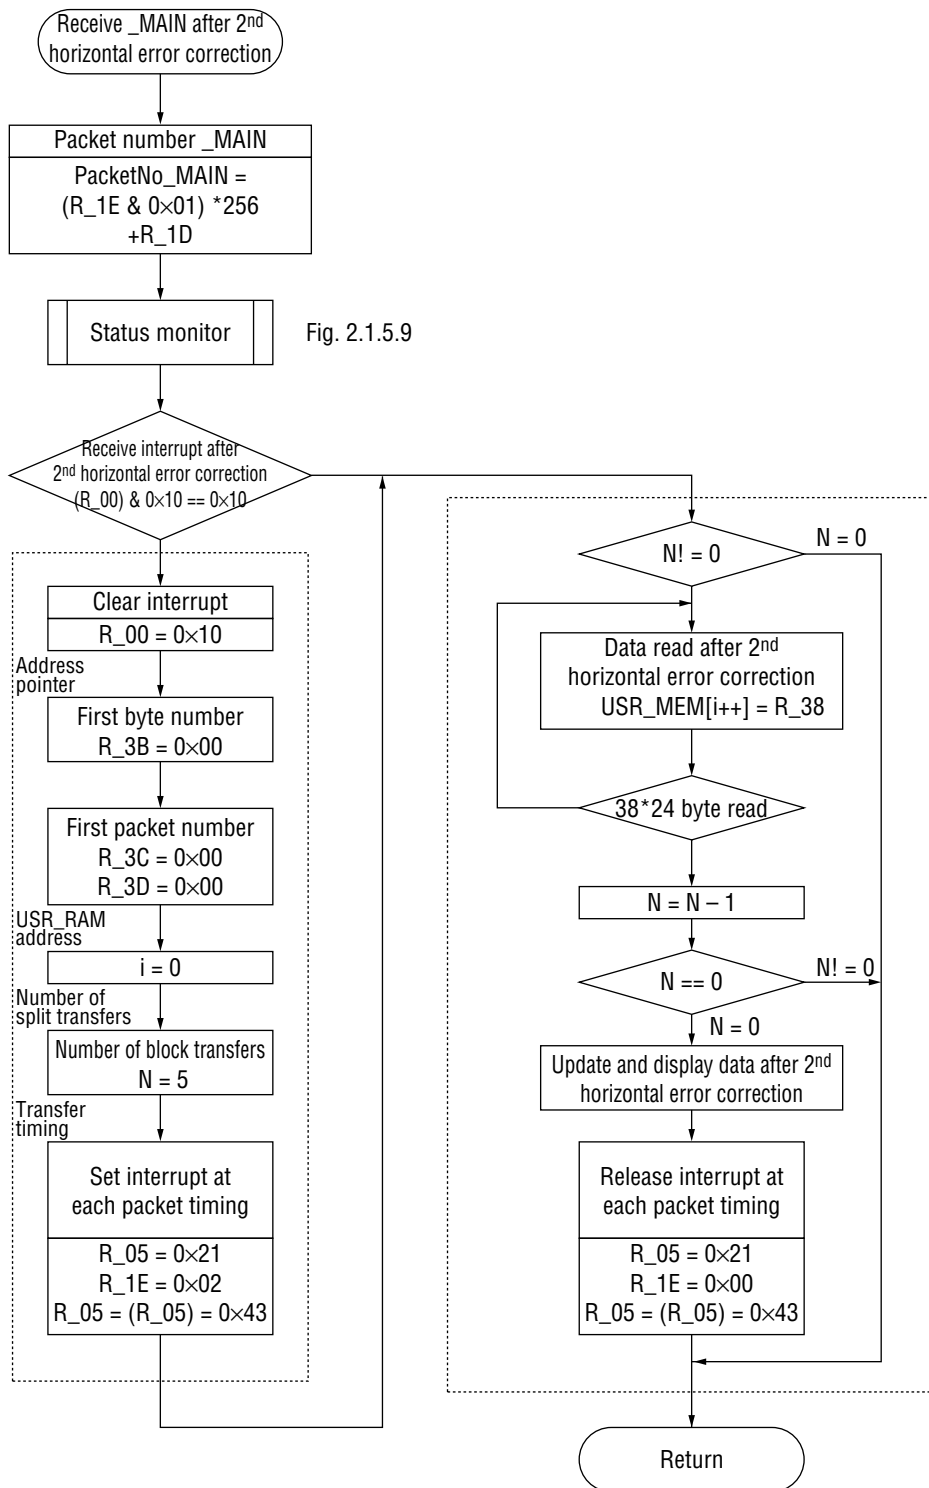 Receive _MAIN after 2nd
horizontal error correction
Packet number _MAIN
PacketNo_MAIN =
(R_1E & 0×01) *256
+R_1D
Status monitor
Fig. 2.1.5.9
Receive interrupt after
2nd horizontal error correction
(R_00) & 0×10 == 0×10
Clear interrupt
R_00 = 0×10
Address
pointer
First byte number
R_3B = 0×00
First packet number
R_3C = 0×00
R_3D = 0×00
USR_RAM
address
i = 0
Number of
split transfers
Number of block transfers
N = 5
Transfer
timing
Set interrupt at
each packet timing
R_05 = 0×21
R_1E = 0×02
R_05 = (R_05) = 0×43
N! = 0
N = 0
Data read after 2nd
horizontal error correction
USR_MEM[i++] = R_38
38*24 byte read
N = N – 1
N == 0
N! = 0
N = 0
Update and display data after 2nd
horizontal error correction
Release interrupt at
each packet timing
R_05 = 0×21
R_1E = 0×00
R_05 = (R_05) = 0×43
Return